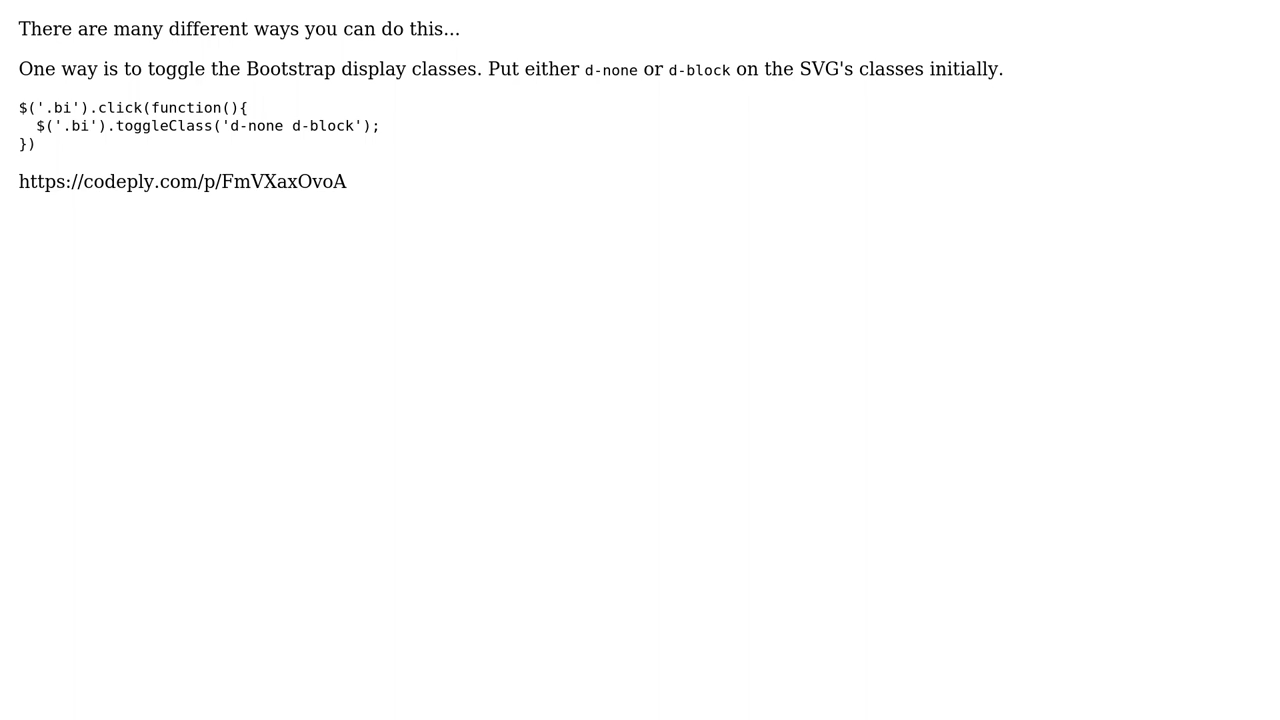 There are many different ways you can do this...
One way is to toggle the Bootstrap display classes. Put either d-none or d-block on the SVG's classes initially.
$('.bi').click(function(){
  $('.bi').toggleClass('d-none d-block');
})
https://codeply.com/p/FmVXaxOvoA